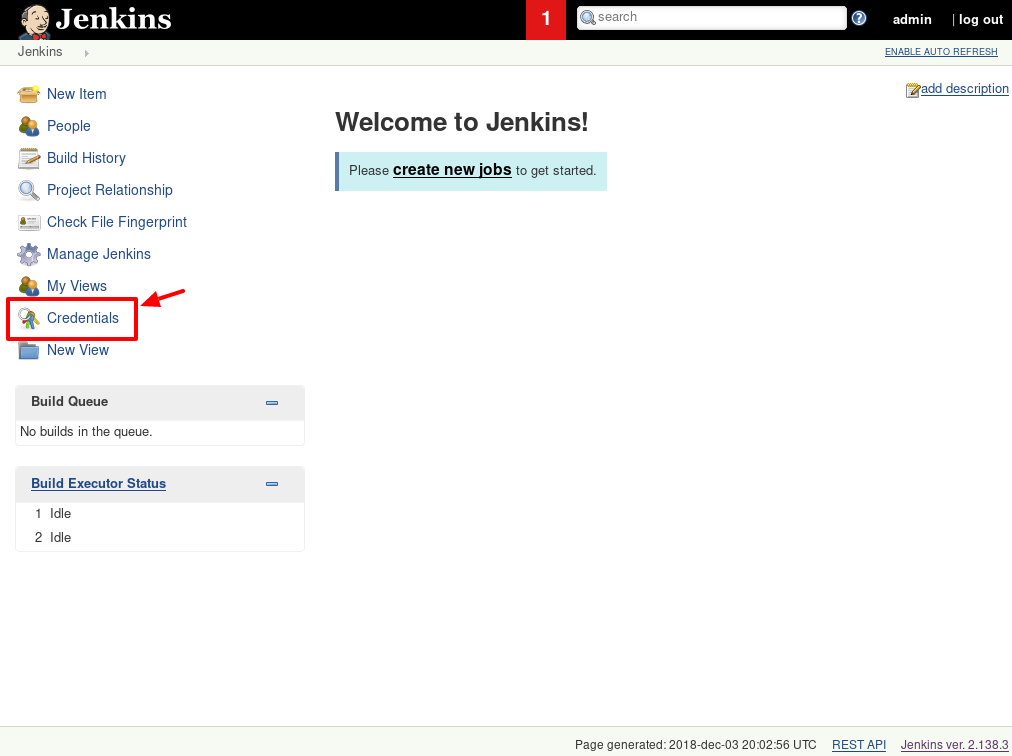 Jenkins
1
search
?
admin | log out
Jenkins
ENABLE AUTO REFRESH
New Item
People
Build History
Project Relationship
Check File Fingerprint
Manage Jenkins
My Views
Credentials
New View
Build Queue
No builds in the queue.
Build Executor Status
1 Idle
2 Idle
add description
Welcome to Jenkins!
Please create new jobs to get started.
Page generated: 2018-dec-03 20:02:56 UTC REST API Jenkins ver. 2.138.3